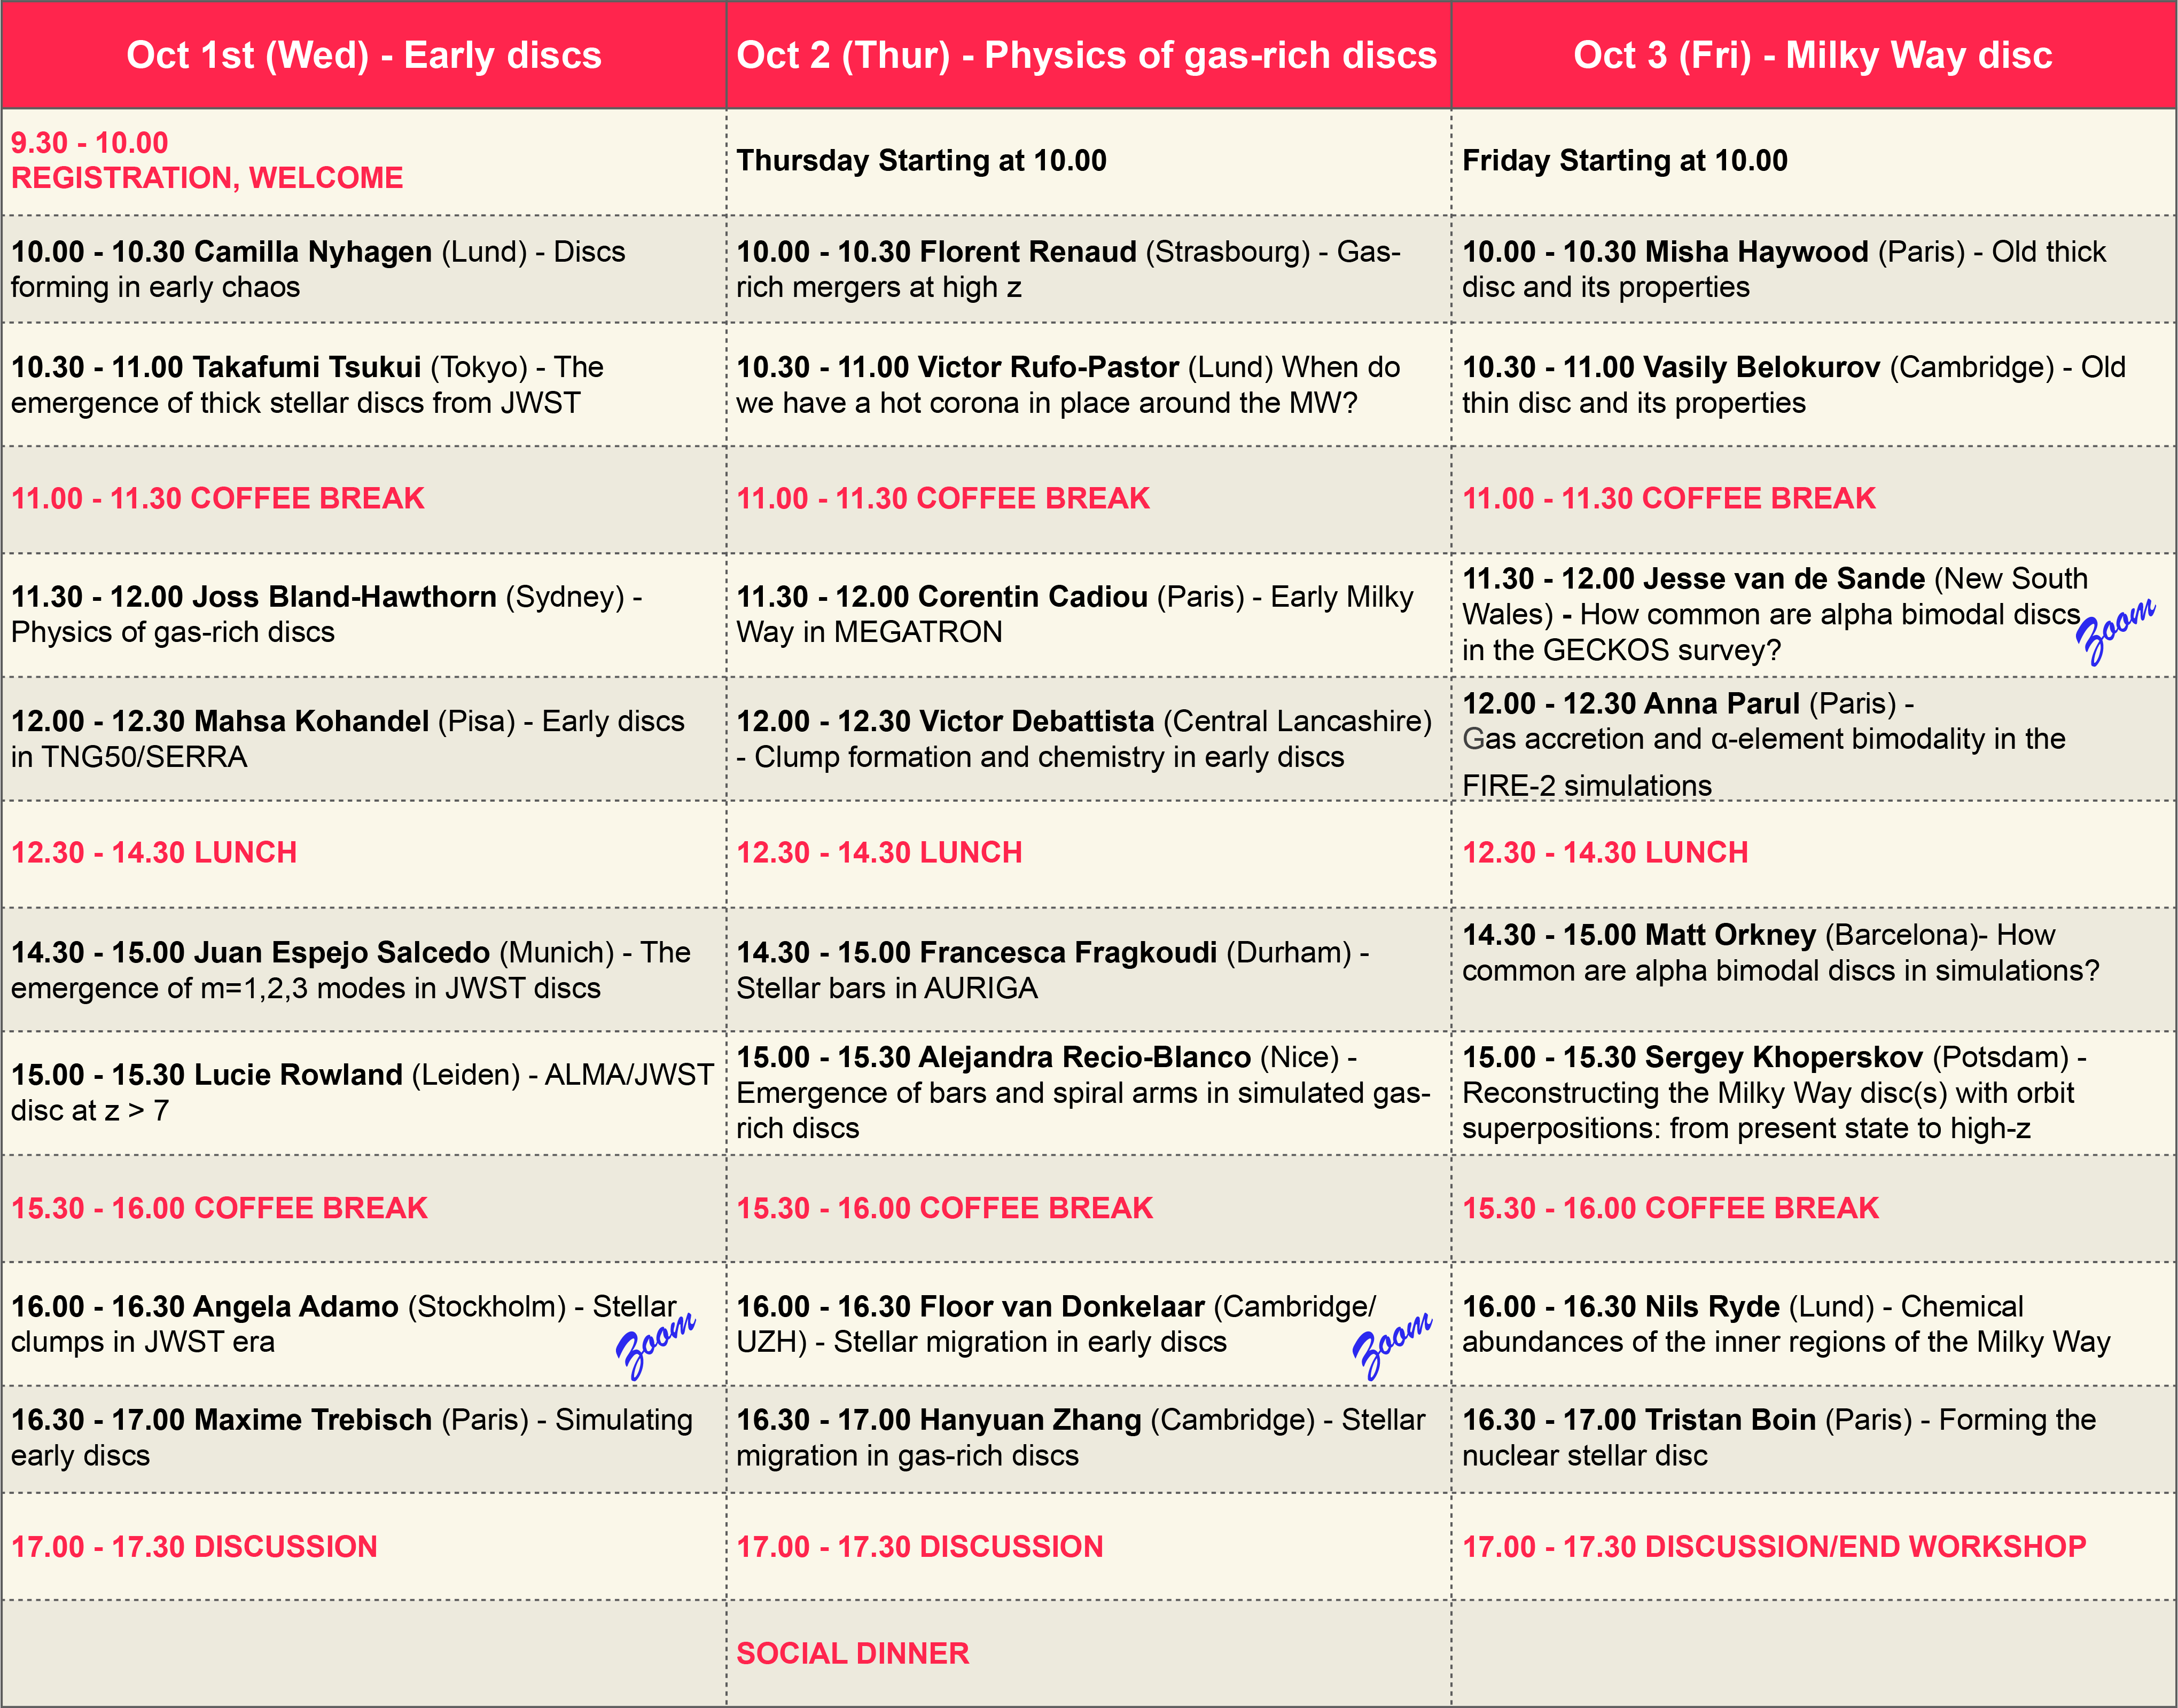 Oct 1st (Wed) - Early discs
Oct 2 (Thur) - Physics of gas-rich discs
Oct 3 (Fri) - Milky Way disc
9.30 - 10.00
REGISTRATION, WELCOME
Thursday Starting at 10.00
Friday Starting at 10.00
10.00 - 10.30 Camilla Nyhagen (Lund) - Discs
forming in early chaos
10.00 - 10.30 Florent Renaud (Strasbourg) - Gas-
rich mergers at high z
10.00 - 10.30 Misha Haywood (Paris) - Old thick
disc and its properties
10.30 - 11.00 Takafumi Tsukui (Tokyo) - The
emergence of thick stellar discs from JWST
10.30 - 11.00 Victor Rufo-Pastor (Lund) When do
we have a hot corona in place around the MW?
10.30 - 11.00 Vasily Belokurov (Cambridge) - Old
thin disc and its properties
11.00 - 11.30 COFFEE BREAK
11.00 - 11.30 COFFEE BREAK
11.00 - 11.30 COFFEE BREAK
11.30 - 12.00 Joss Bland-Hawthorn (Sydney) -
Physics of gas-rich discs
11.30 - 12.00 Corentin Cadiou (Paris) - Early Milky
Way in MEGATRON
11.30 - 12.00 Jesse van de Sande (New South
Wales) - How common are alpha bimodal discs
in the GECKOS survey?
Zoom
12.00 - 12.30 Mahsa Kohandel (Pisa) - Early discs
in TNG50/SERRA
12.00 - 12.30 Victor Debattista (Central Lancashire)
- Clump formation and chemistry in early discs
12.00 - 12.30 Anna Parul (Paris) -
Gas accretion and α-element bimodality in the
FIRE-2 simulations
12.30 - 14.30 LUNCH
12.30 - 14.30 LUNCH
12.30 - 14.30 LUNCH
14.30 - 15.00 Juan Espejo Salcedo (Munich) - The
emergence of m=1,2,3 modes in JWST discs
14.30 - 15.00 Francesca Fragkoudi (Durham) -
Stellar bars in AURIGA
14.30 - 15.00 Matt Orkney (Barcelona)- How
common are alpha bimodal discs in simulations?
15.00 - 15.30 Lucie Rowland (Leiden) - ALMA/JWST
disc at z > 7
15.00 - 15.30 Alejandra Recio-Blanco (Nice) -
Emergence of bars and spiral arms in simulated gas-
rich discs
15.00 - 15.30 Sergey Khoperskov (Potsdam) -
Reconstructing the Milky Way disc(s) with orbit
superpositions: from present state to high-z
15.30 - 16.00 COFFEE BREAK
15.30 - 16.00 COFFEE BREAK
15.30 - 16.00 COFFEE BREAK
16.00 - 16.30 Angela Adamo (Stockholm) - Stellar
clumps in JWST era
Zoom
16.00 - 16.30 Floor van Donkelaar (Cambridge/
UZH) - Stellar migration in early discs
Zoom
16.00 - 16.30 Nils Ryde (Lund) - Chemical
abundances of the inner regions of the Milky Way
16.30 - 17.00 Maxime Trebisch (Paris) - Simulating
early discs
16.30 - 17.00 Hanyuan Zhang (Cambridge) - Stellar
migration in gas-rich discs
16.30 - 17.00 Tristan Boin (Paris) - Forming the
nuclear stellar disc
17.00 - 17.30 DISCUSSION
17.00 - 17.30 DISCUSSION
17.00 - 17.30 DISCUSSION/END WORKSHOP
SOCIAL DINNER